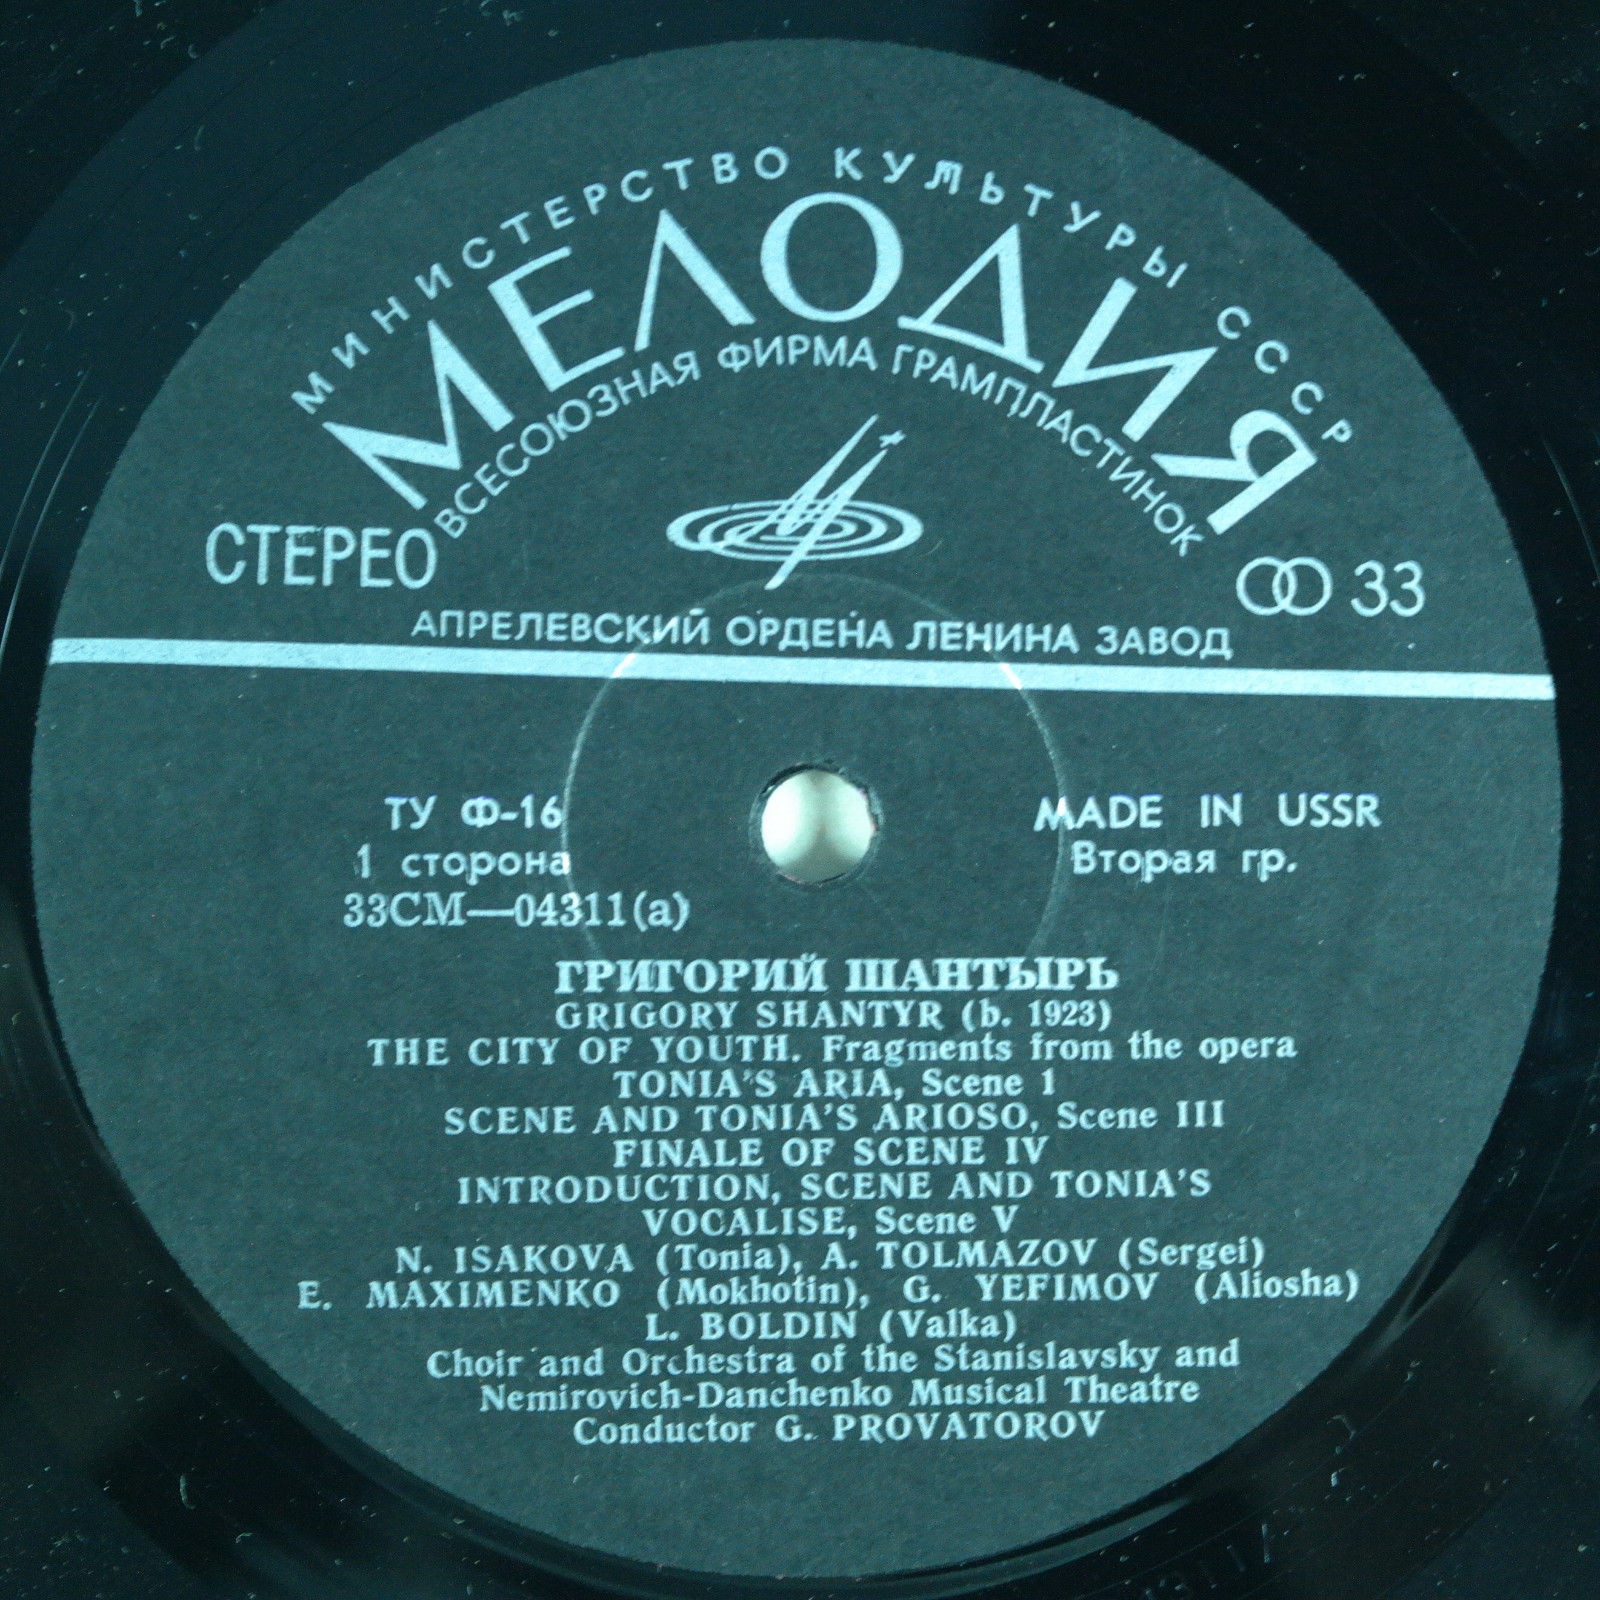 МИНИСТЕРСТВО КУЛЬТУРЫ СССР
МЕЛОДИЯ
ВСЕСОЮЗНАЯ ФИРМА ГРАМПЛАСТИНОК
СТЕРЕО
33
АПРЕЛЕВСКИЙ ОРДЕНА ЛЕНИНА ЗАВОД
ТУ Ф-16
MADE IN USSR
1 сторона
Вторая гр.
33СМ—04311(а)
ГРИГОРИЙ ШАНТЫРЬ
GRIGORY SHANTYR (b. 1923)
THE CITY OF YOUTH. Fragments from the opera
TONIA'S ARIA, Scene 1
SCENE AND TONIA'S ARIOSO, Scene III
FINALE OF SCENE IV
INTRODUCTION, SCENE AND TONIA'S
VOCALISE, Scene V
N. ISAKOVA (Tonia), A. TOLMAZOV (Sergei)
E. MAXIMENKO (Mokhotin), G. YEFIMOV (Aliosha)
L. BOLDIN (Valka)
Choir and Orchestra of the Stanislavsky and
Nemirovich-Danchenko Musical Theatre
Conductor G. PROVATOROV